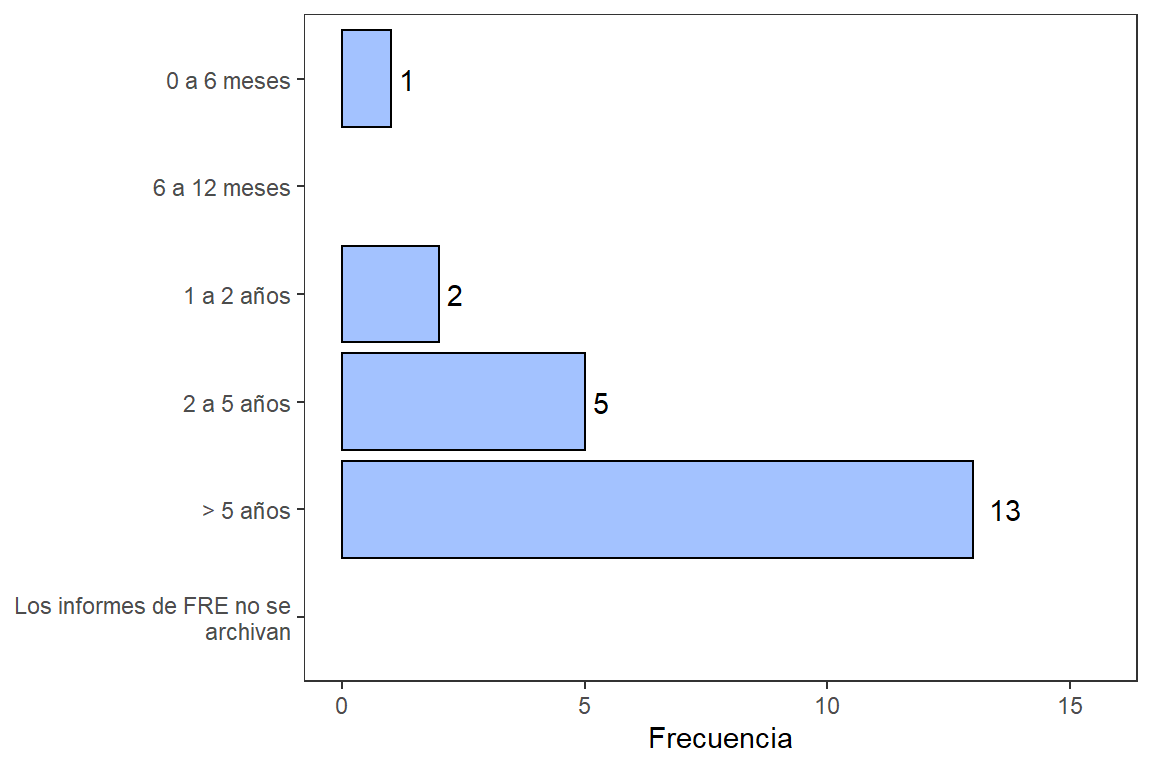 0 a 6 meses
1
6 a 12 meses
1 a 2 años
2
2 a 5 años
5
> 5 años
13
Los informes de FRE no se
archivan
0
5
10
15
Frecuencia